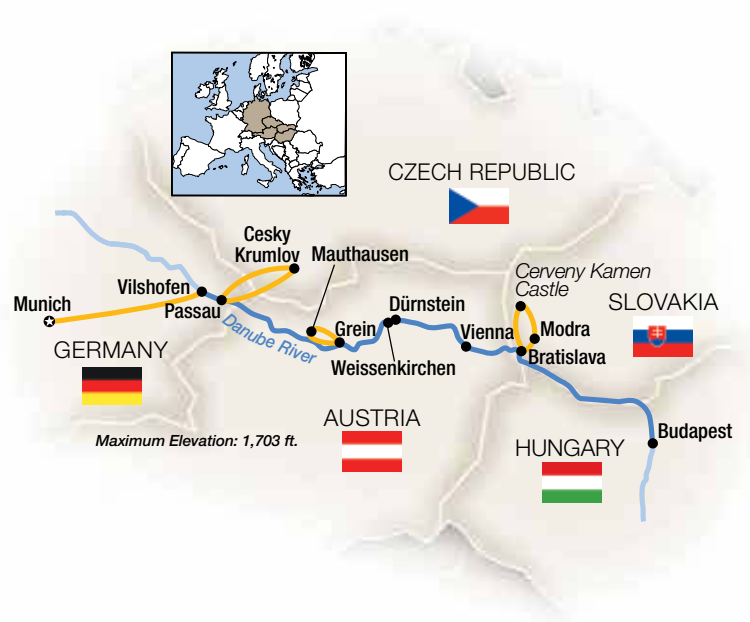 CZECH REPUBLIC
Cesky
Krumlov
Mauthausen
Cerveny Kamen
Castle
Vilshofen
Munich
Passau
Dürnstein
SLOVAKIA
Danube River
Grein
Vienna
Modra
GERMANY
Weissenkirchen
Bratislava
AUSTRIA
Maximum Elevation: 1,703 ft.
HUNGARY
Budapest